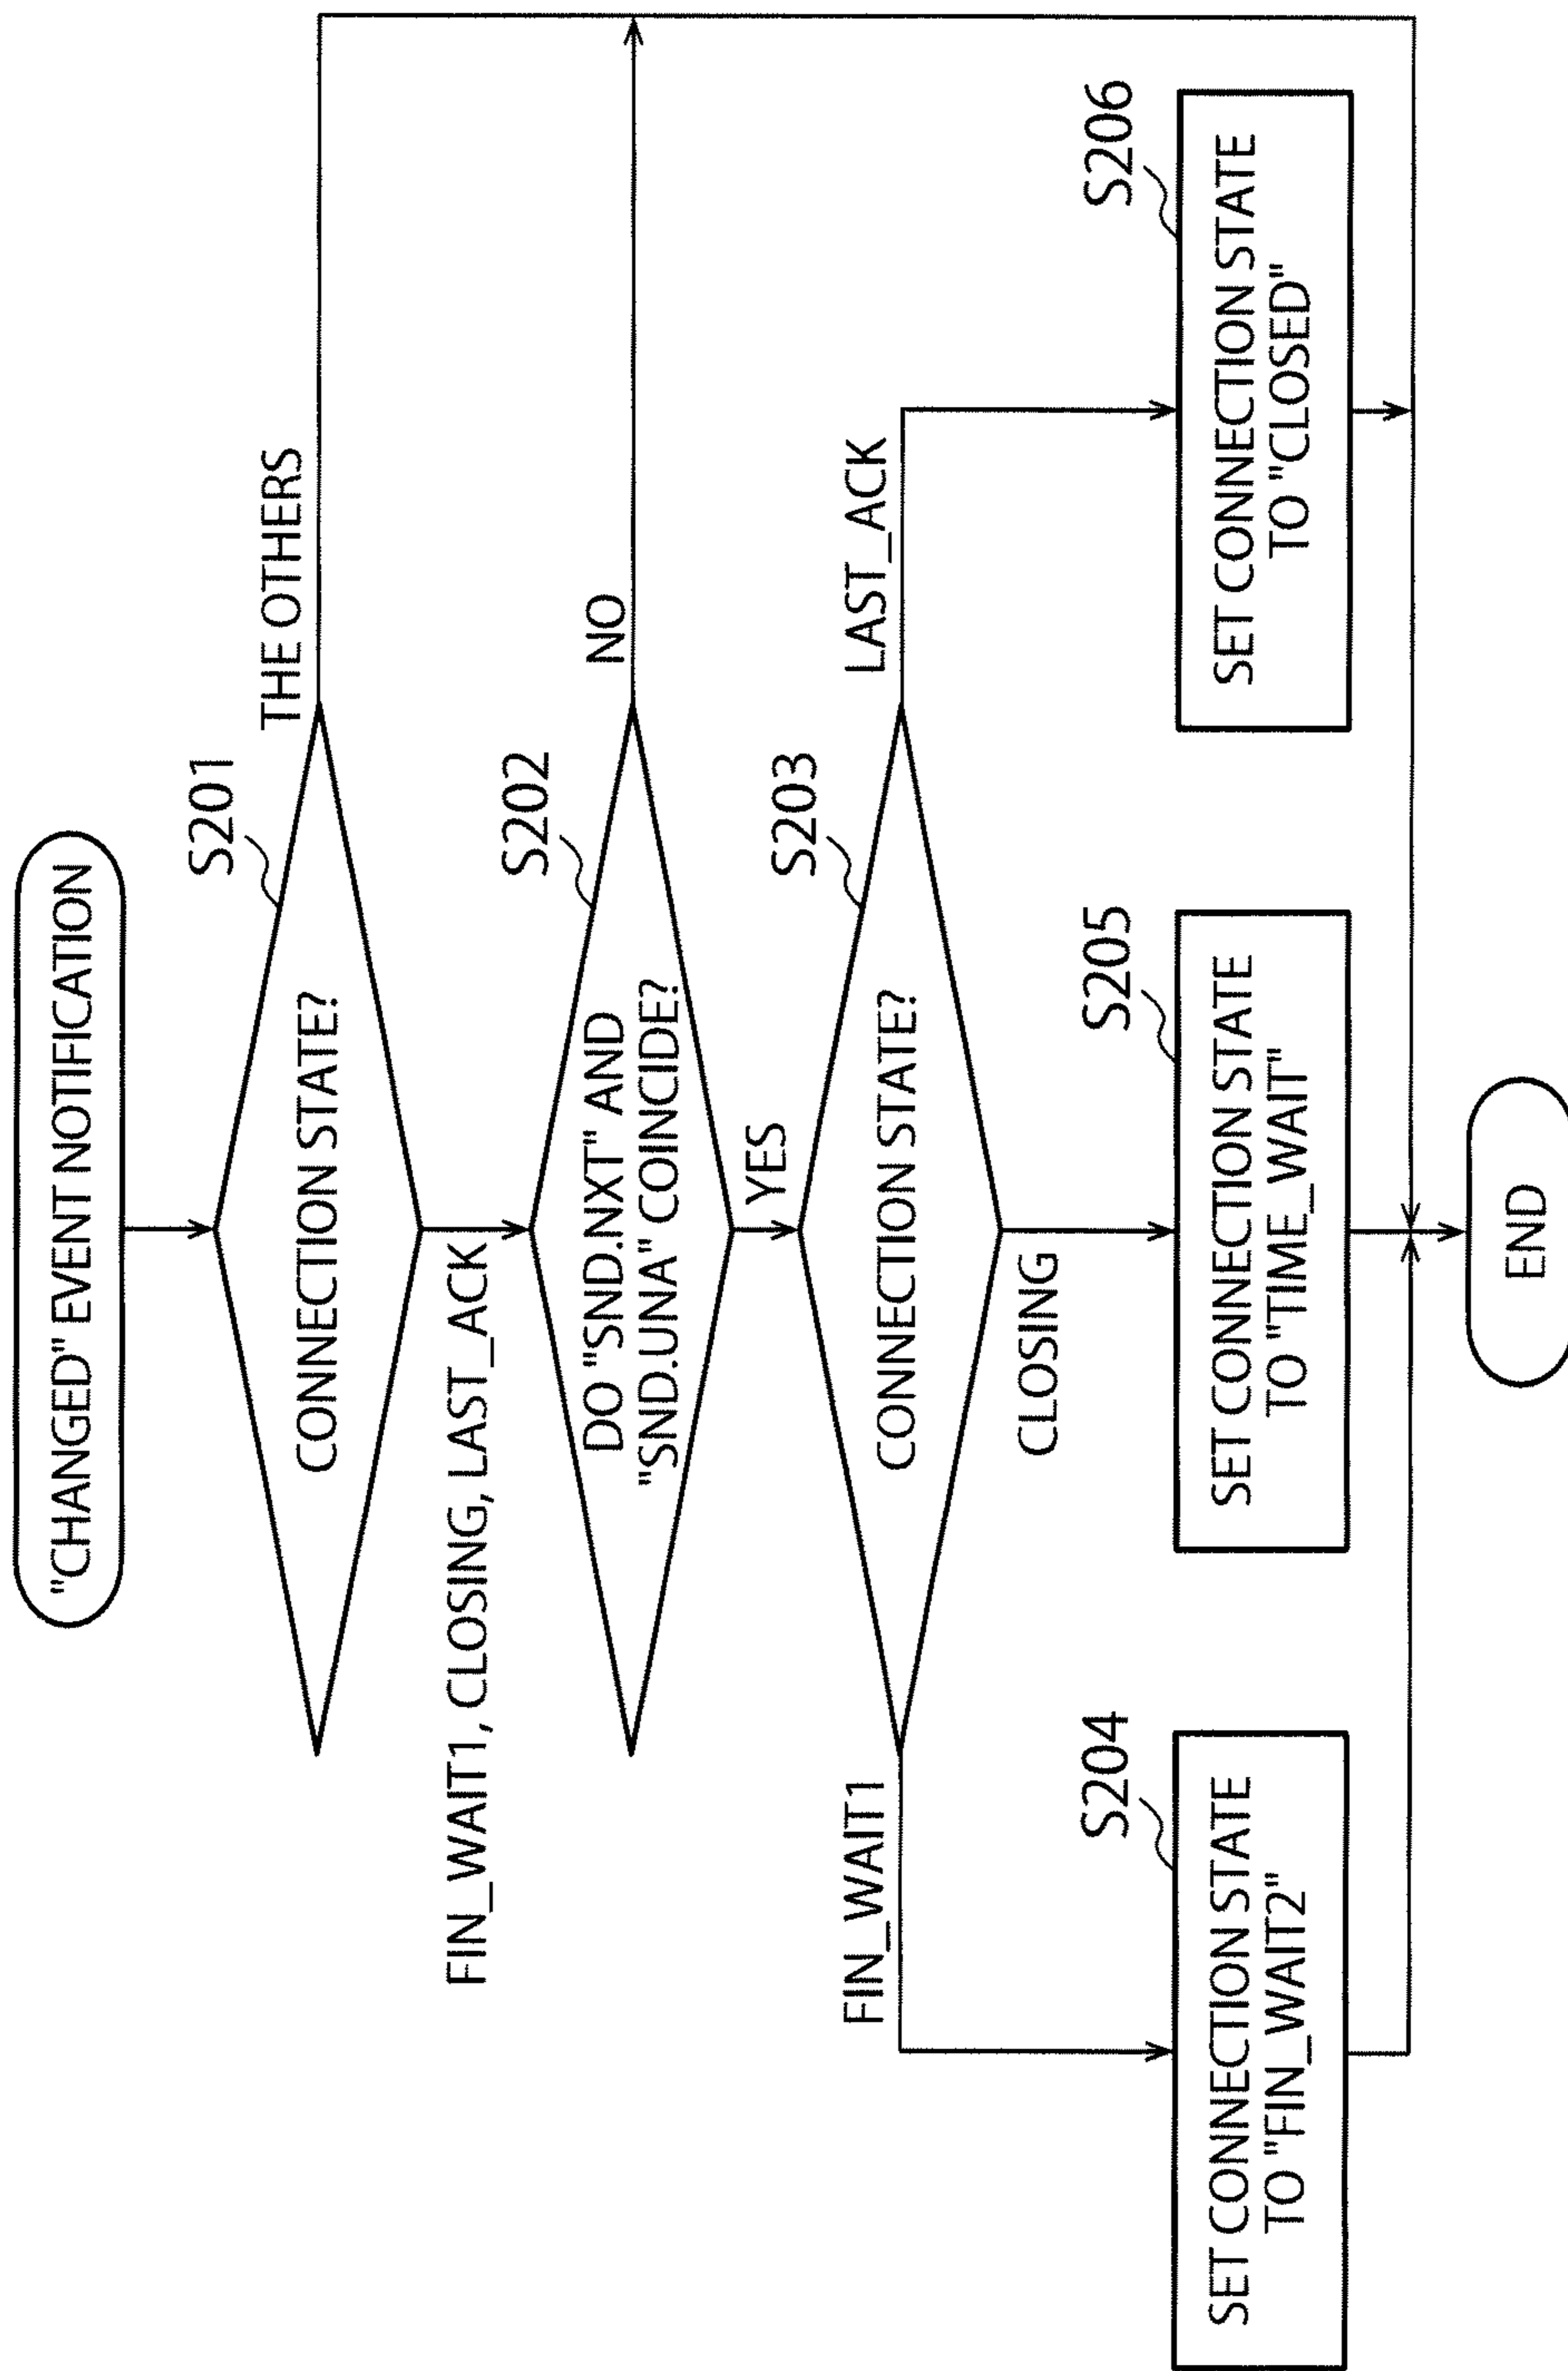 "CHANGED" EVENT NOTIFICATION
S201
CONNECTION STATE?
THE OTHERS
FIN_WAIT1, CLOSING, LAST_ACK
S202
DO "SND.NXT" AND
"SND.UNA" COINCIDE?
NO
YES
S203
CONNECTION STATE?
FIN_WAIT1
CLOSING
LAST_ACK
S204
SET CONNECTION STATE
TO "FIN_WAIT2"
S205
SET CONNECTION STATE
TO "TIME_WAIT"
S206
SET CONNECTION STATE
TO "CLOSED"
END